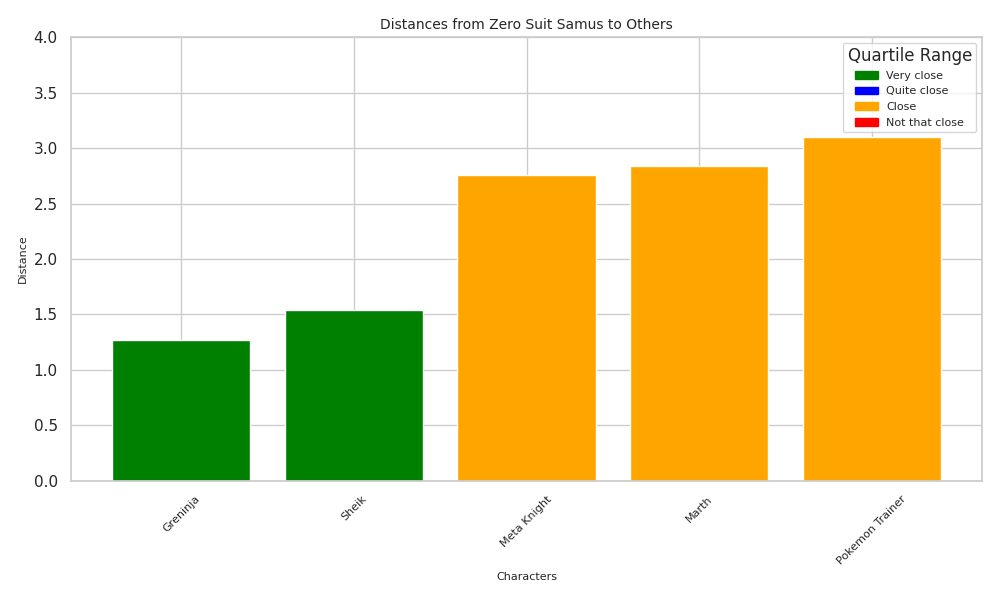 Distances from Zero Suit Samus to Others
4.0
3.5
3.0
2.5
2.0
1.5
1.0
0.5
0.0
Distance
Quartile Range
Very close
Quite close
Close
Not that close
Greninja
Sheik
Meta Knight
Marth
Pokemon Trainer
Characters